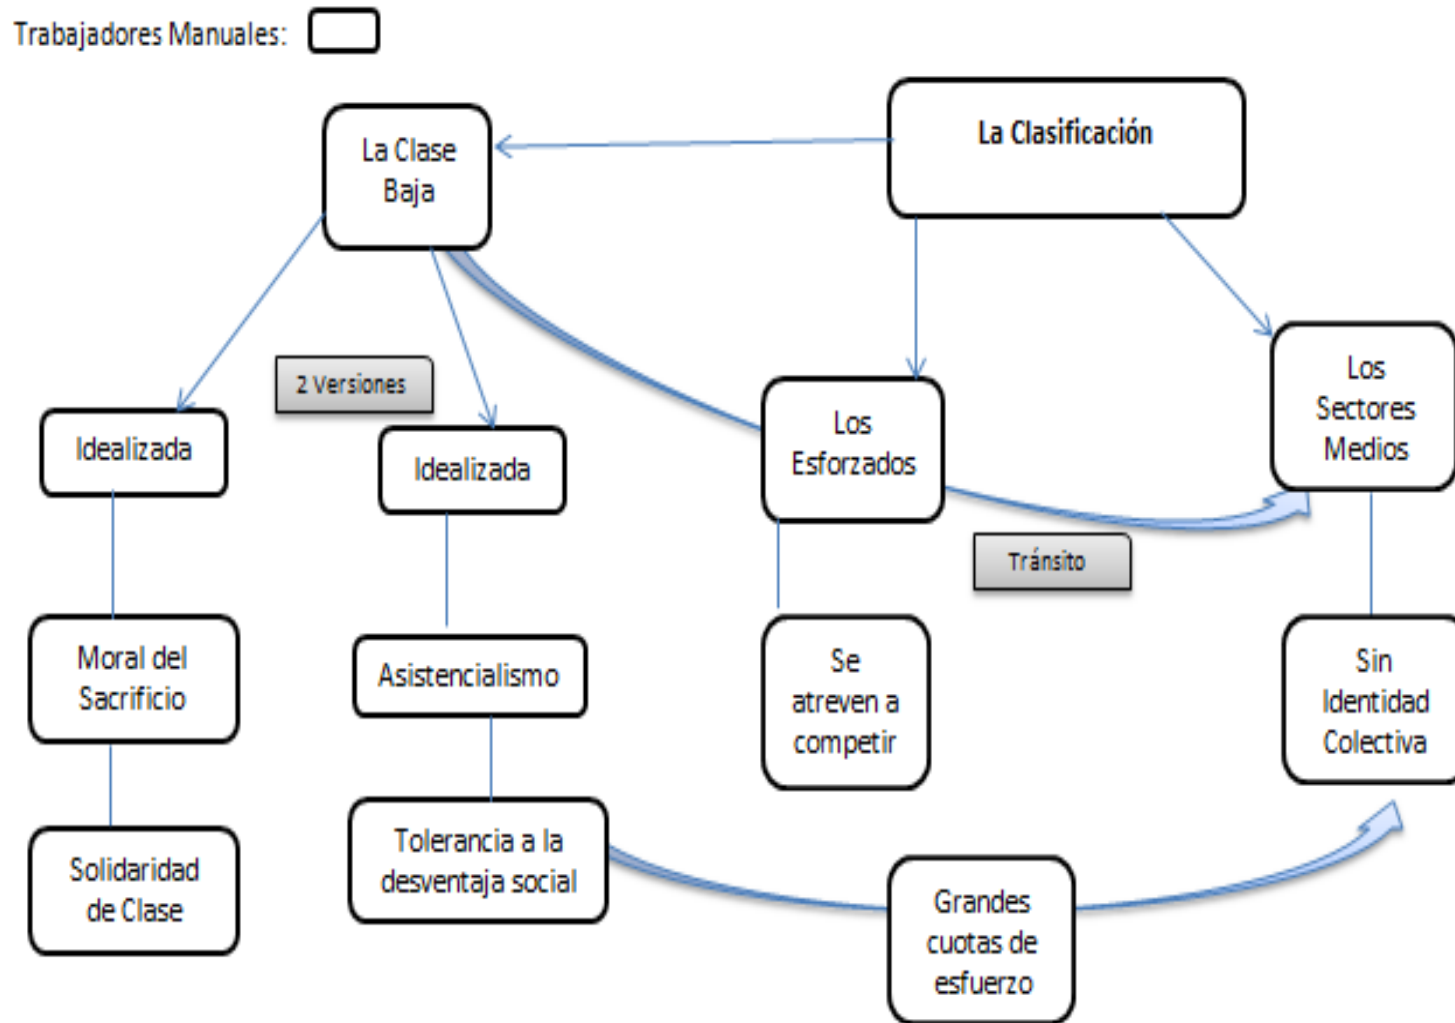 Trabajadores Manuales:
La Clasificación
La Clase
Baja
2 Versiones
Idealizada
Idealizada
Los
Esforzados
Los
Sectores
Medios
Tránsito
Moral del
Sacrificio
Asistencialismo
Se
atreven a
competir
Sin
Identidad
Colectiva
Solidaridad
de Clase
Tolerancia a la
desventaja social
Grandes
cuotas de
esfuerzo